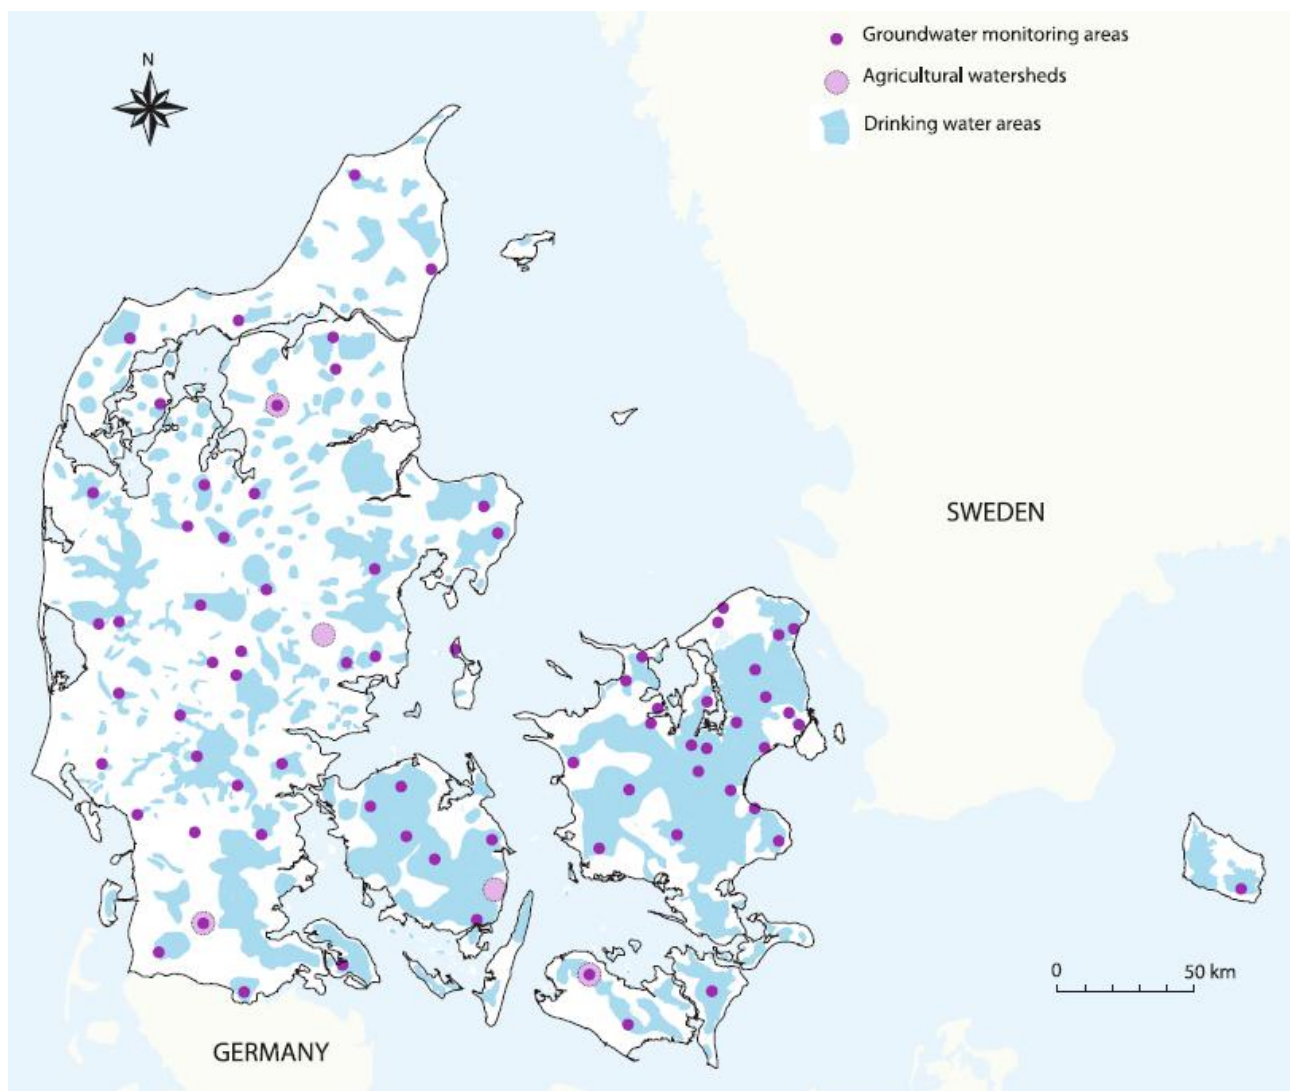 Groundwater monitoring areas
N
Agricultural watersheds
Drinking water areas
SWEDEN
0 50 km
GERMANY